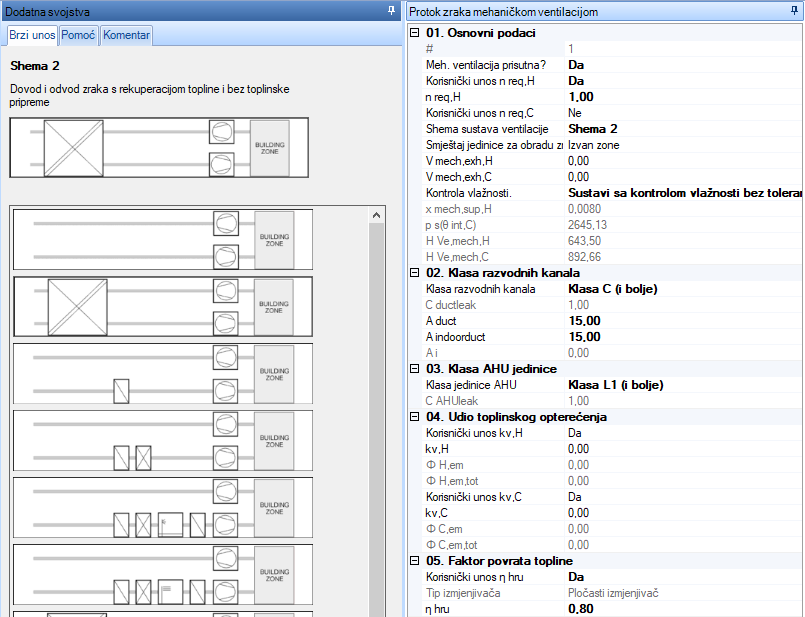 Dodatna svojstva
Brzi unos Pomoć Komentar
Shema 2
Dovod i odvod zraka s rekuperacijom topline i bez toplinske
pripreme
BUILDING
ZONE
BUILDING
ZONE
BUILDING
ZONE
BUILDING
ZONE
BUILDING
ZONE
BUILDING
ZONE
BUILDING
ZONE
Protok zraka mehaničkom ventilacijom
01. Osnovni podaci
# 1
Meh. ventilacija prisutna? Da
Korisnički unos n req,H Da
n req,H 1,00
Korisnički unos n req,C Ne
Shema sustava ventilacije Shema 2
Smještaj jedinice za obradu zr Izvan zone
V mech,exh,H 0,00
V mech,exh,C 0,00
Kontrola vlažnosti. Sustavi sa kontrolom vlažnosti bez toleran
x mech,sup,H 0,0080
p s(θ int,C) 2645,13
H Ve,mech,H 643,50
H Ve,mech,C 892,66
02. Klasa razvodnih kanala
Klasa razvodnih kanala Klasa C (i bolje)
C ductleak 1,00
A duct 15,00
A indoorduct 15,00
A i 0,00
03. Klasa AHU jedinice
Klasa jedinice AHU Klasa L1 (i bolje)
C AHUleak 1,00
04. Udio toplinskog opterećenja
Korisnički unos kv,H Da
kv,H 0,00
Φ H,em 0,00
Φ H,em,tot 0,00
Korisnički unos kv,C Da
kv,C 0,00
Φ C,em 0,00
Φ C,em,tot 0,00
05. Faktor povrata topline
Korisnički unos η hru Da
Tip izmjenjivača Pločasti izmjenjivač
η hru 0,80